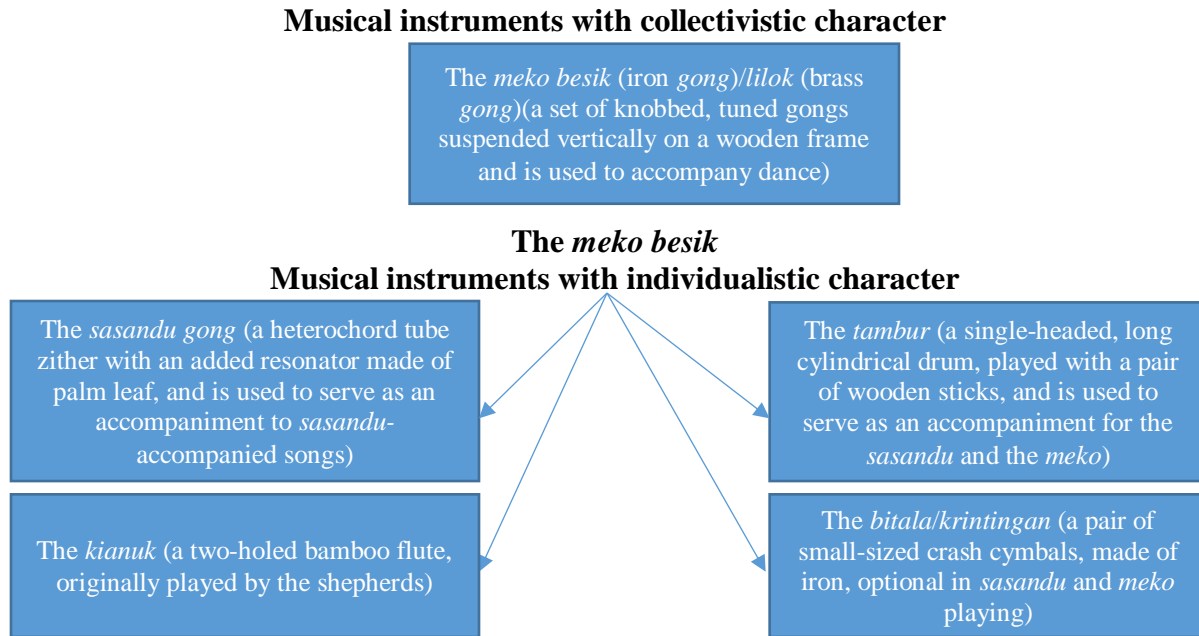 Musical instruments with collectivistic character
The meko besik (iron gong)/lilok (brass
gong)(a set of knobbed, tuned gongs
suspended vertically on a wooden frame
and is used to accompany dance)
The meko besik
Musical instruments with individualistic character
The sasandu gong (a heterochord tube
zither with an added resonator made of
palm leaf, and is used to serve as an
accompaniment to sasandu-
accompanied songs)
The tambur (a single-headed, long
cylindrical drum, played with a pair
of wooden sticks, and is used to
serve as an accompaniment for the
sasandu and the meko)
The kianuk (a two-holed bamboo flute,
originally played by the shepherds)
The bitala/krintingan (a pair of
small-sized crash cymbals, made of
iron, optional in sasandu and meko
playing)